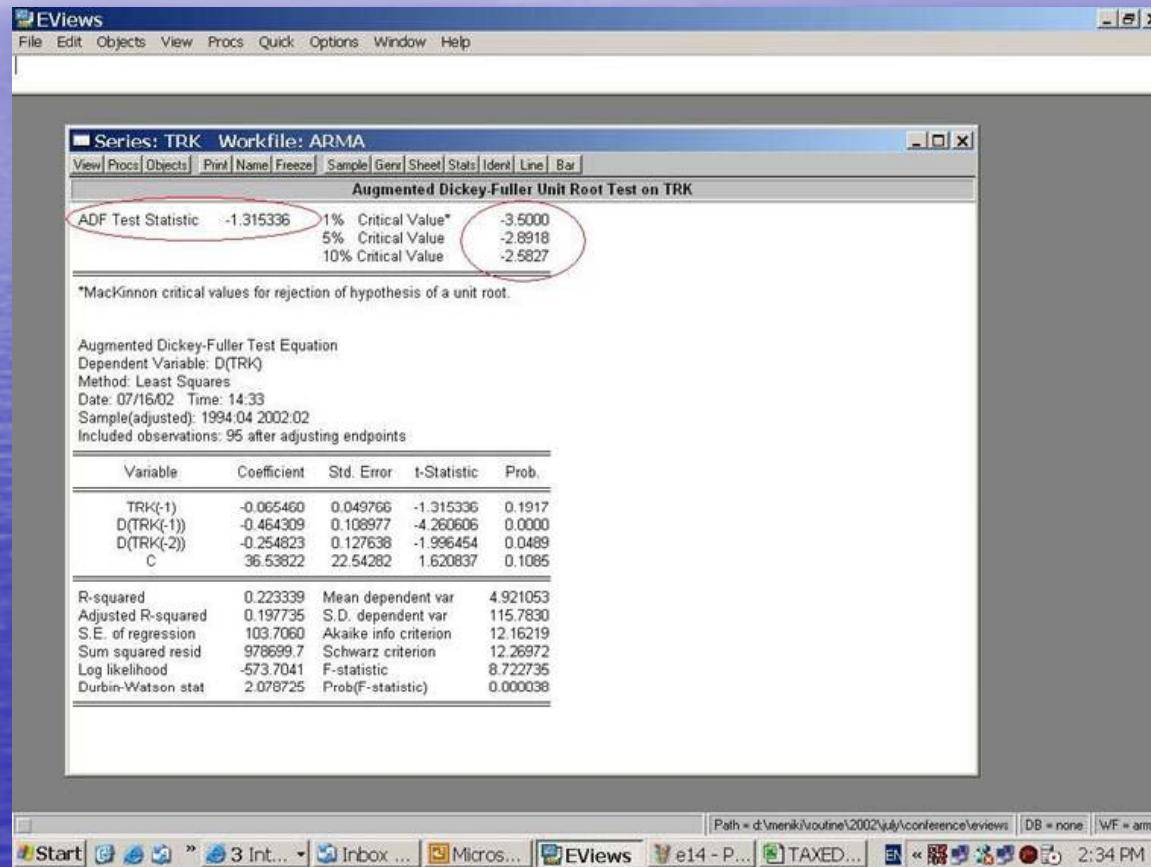 EViews
File Edit Objects View Procs Quick Options Window Help
Series: TRK Workfile: ARMA
View Procs Objects Print Name Freeze Sample Genr Sheet Stats Ident Line Bar
Augmented Dickey-Fuller Unit Root Test on TRK
ADF Test Statistic -1.315336 1% Critical Value* -3.5000
5% Critical Value -2.8918
10% Critical Value -2.5827
*MacKinnon critical values for rejection of hypothesis of a unit root.
Augmented Dickey-Fuller Test Equation
Dependent Variable: D(TRK)
Method: Least Squares
Date: 07/16/02 Time: 14:33
Sample(adjusted): 1994:04 2002:02
Included observations: 95 after adjusting endpoints
Variable Coefficient Std. Error t-Statistic Prob.
TRK(-1) -0.065460 0.049766 -1.315336 0.1917
D(TRK(-1)) -0.464309 0.108977 -4.260606 0.0000
D(TRK(-2)) -0.254823 0.127638 -1.996454 0.0489
C 36.53822 22.54282 1.620837 0.1085
R-squared 0.223339 Mean dependent var 4.921053
Adjusted R-squared 0.197735 S.D. dependent var 115.7830
S.E. of regression 103.7060 Akaike info criterion 12.16219
Sum squared resid 978699.7 Schwarz criterion 12.26972
Log likelihood -573.7041 F-statistic 8.722735
Durbin-Watson stat 2.078725 Prob(F-statistic) 0.000038
Path = d:\meniki\routine\2002\july\conference\eviews DB = none WF = arm
Start » 3 Int... Inbox ... Micros... EViews e14 - P... TAXED... EN « 2:34 PM